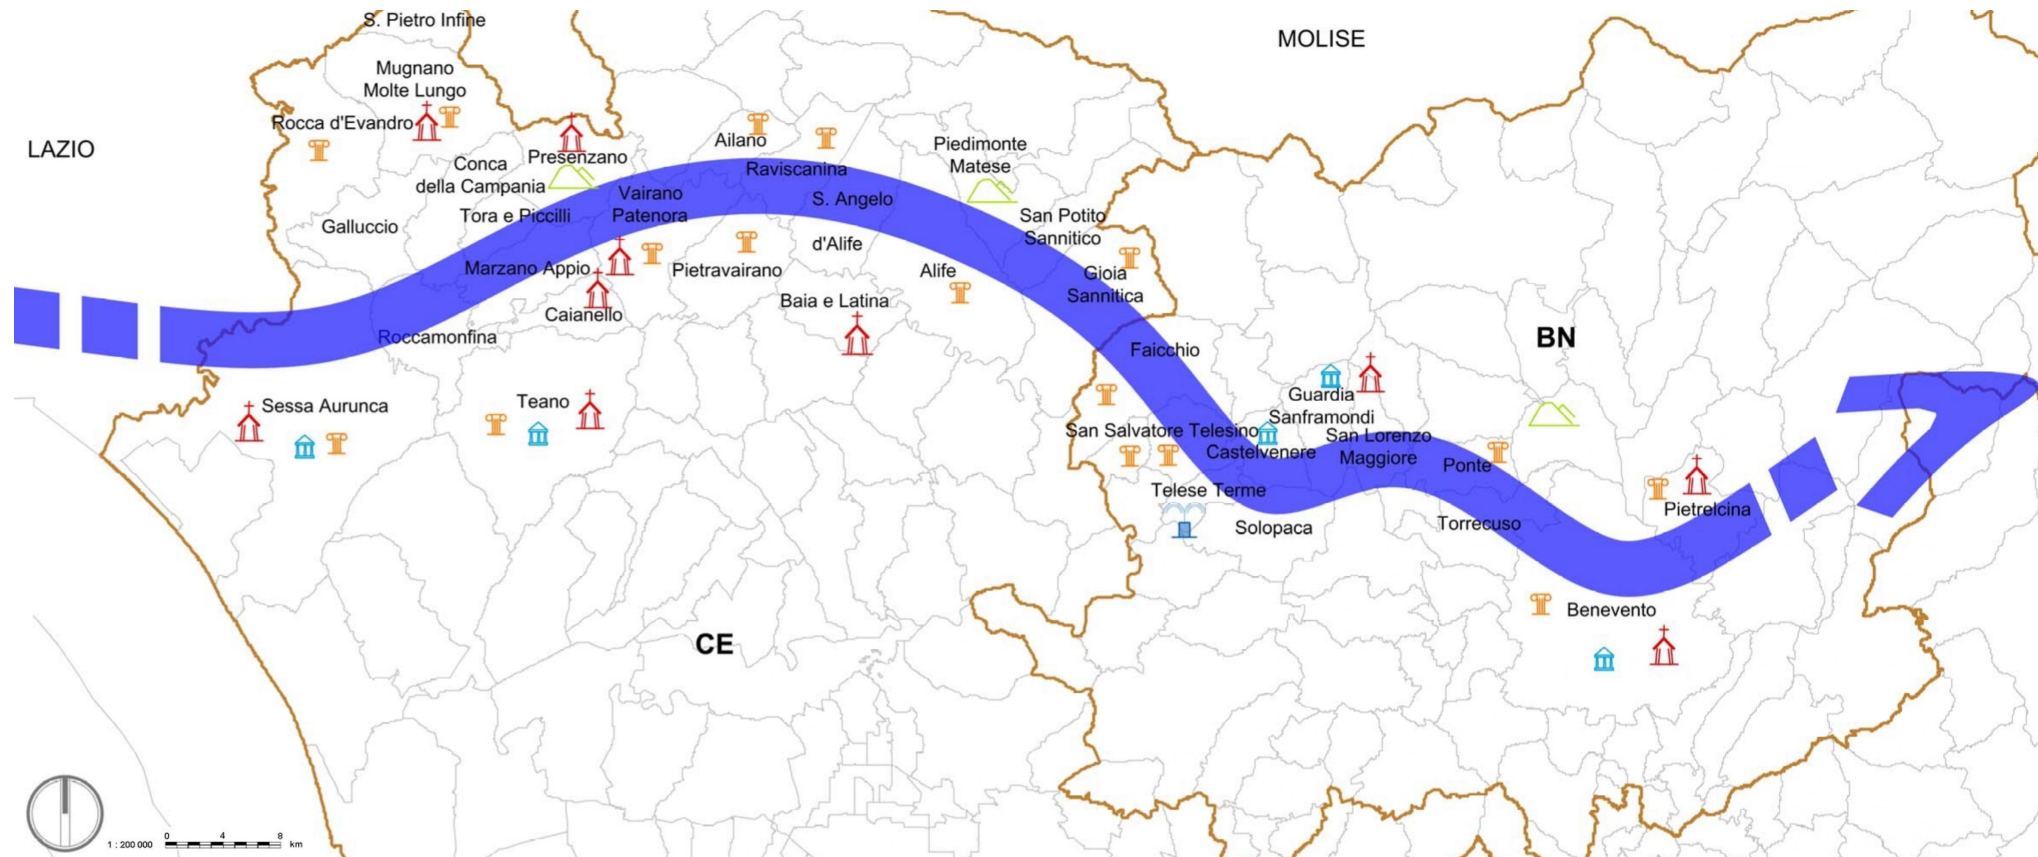 S. Pietro Infine
MOLISE
Mugnano
Molte Lungo
Rocca d'Evandro
LAZIO
Ailano
Piedimonte
Matese
Conca
della Campania
Presenzano
Raviscanina
Vairano
Patenora
S. Angelo
d'Alife
Tora e Piccilli
Galluccio
San Potito
Sannitico
Marzano Appio
Pietravairano
Alife
Gioia
Sannitica
Baia e Latina
Caianello
Roccamonfina
BN
Faicchio
Sessa Aurunca
Teano
Guardia
Sanframondi
San Salvatore Telesino
Castelvenere
San Lorenzo
Maggiore
Ponte
Telese Terme
Solopaca
Torrecuso
Pietrelcina
Benevento
CE
1 : 200 000
0 4 8
km